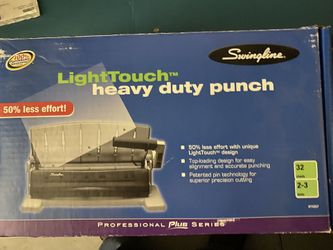 Swingline
LightTouch™
heavy duty punch
50% less effort!
• 50% less effort with unique
LightTouch™ design
• Top-loading design for easy
alignment and accurate punching
• Patented pin technology for
superior precision cutting
32
2-3
PROFESSIONAL Plus SERIES